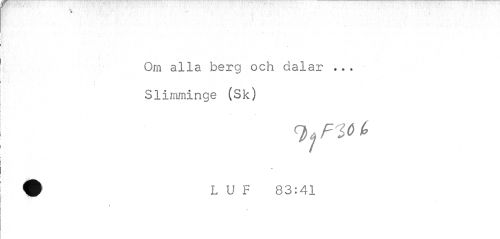 Om alla berg och dalar ...
Slimminge (Sk)
DgF306
L U F 83:41